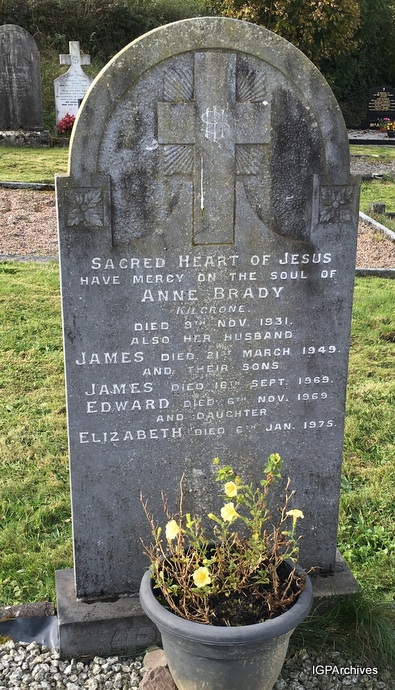 IHS
SACRED HEART OF JESUS
HAVE MERCY ON THE SOUL OF
ANNE BRADY
KILCRONE.
DIED 9TH NOV. 1931.
ALSO HER HUSBAND
JAMES DIED 21ST MARCH 1949.
AND THEIR SONS
JAMES DIED 16TH SEPT. 1969.
EDWARD DIED 6TH NOV. 1969
AND DAUGHTER
ELIZABETH DIED 6TH JAN. 1975.
IGPArchives